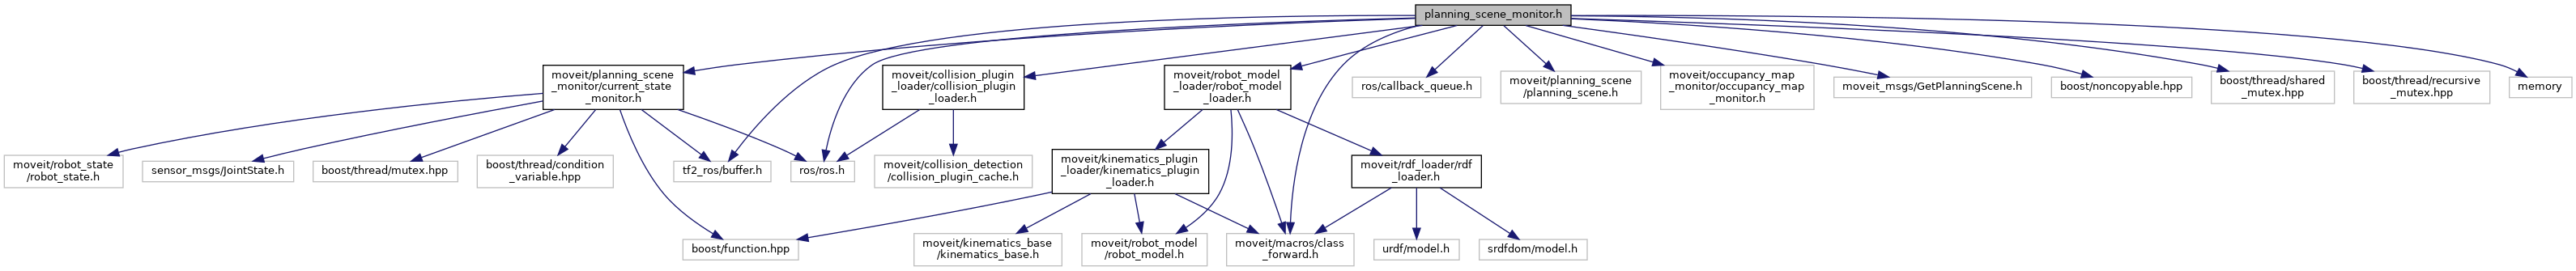 planning_scene_monitor.h
moveit/planning_scene
_monitor/current_state
_monitor.h
moveit/collision_plugin
_loader/collision_plugin
_loader.h
moveit/robot_model
_loader/robot_model
_loader.h
ros/callback_queue.h
moveit/planning_scene
/planning_scene.h
moveit/occupancy_map
_monitor/occupancy_map
_monitor.h
moveit_msgs/GetPlanningScene.h
boost/noncopyable.hpp
boost/thread/shared
_mutex.hpp
boost/thread/recursive
_mutex.hpp
memory
moveit/robot_state
/robot_state.h
sensor_msgs/JointState.h
boost/thread/mutex.hpp
boost/thread/condition
_variable.hpp
tf2_ros/buffer.h
ros/ros.h
moveit/collision_detection
/collision_plugin_cache.h
moveit/kinematics_plugin
_loader/kinematics_plugin
_loader.h
moveit/rdf_loader/rdf
_loader.h
boost/function.hpp
moveit/kinematics_base
/kinematics_base.h
moveit/robot_model
/robot_model.h
moveit/macros/class
_forward.h
urdf/model.h
srdfdom/model.h